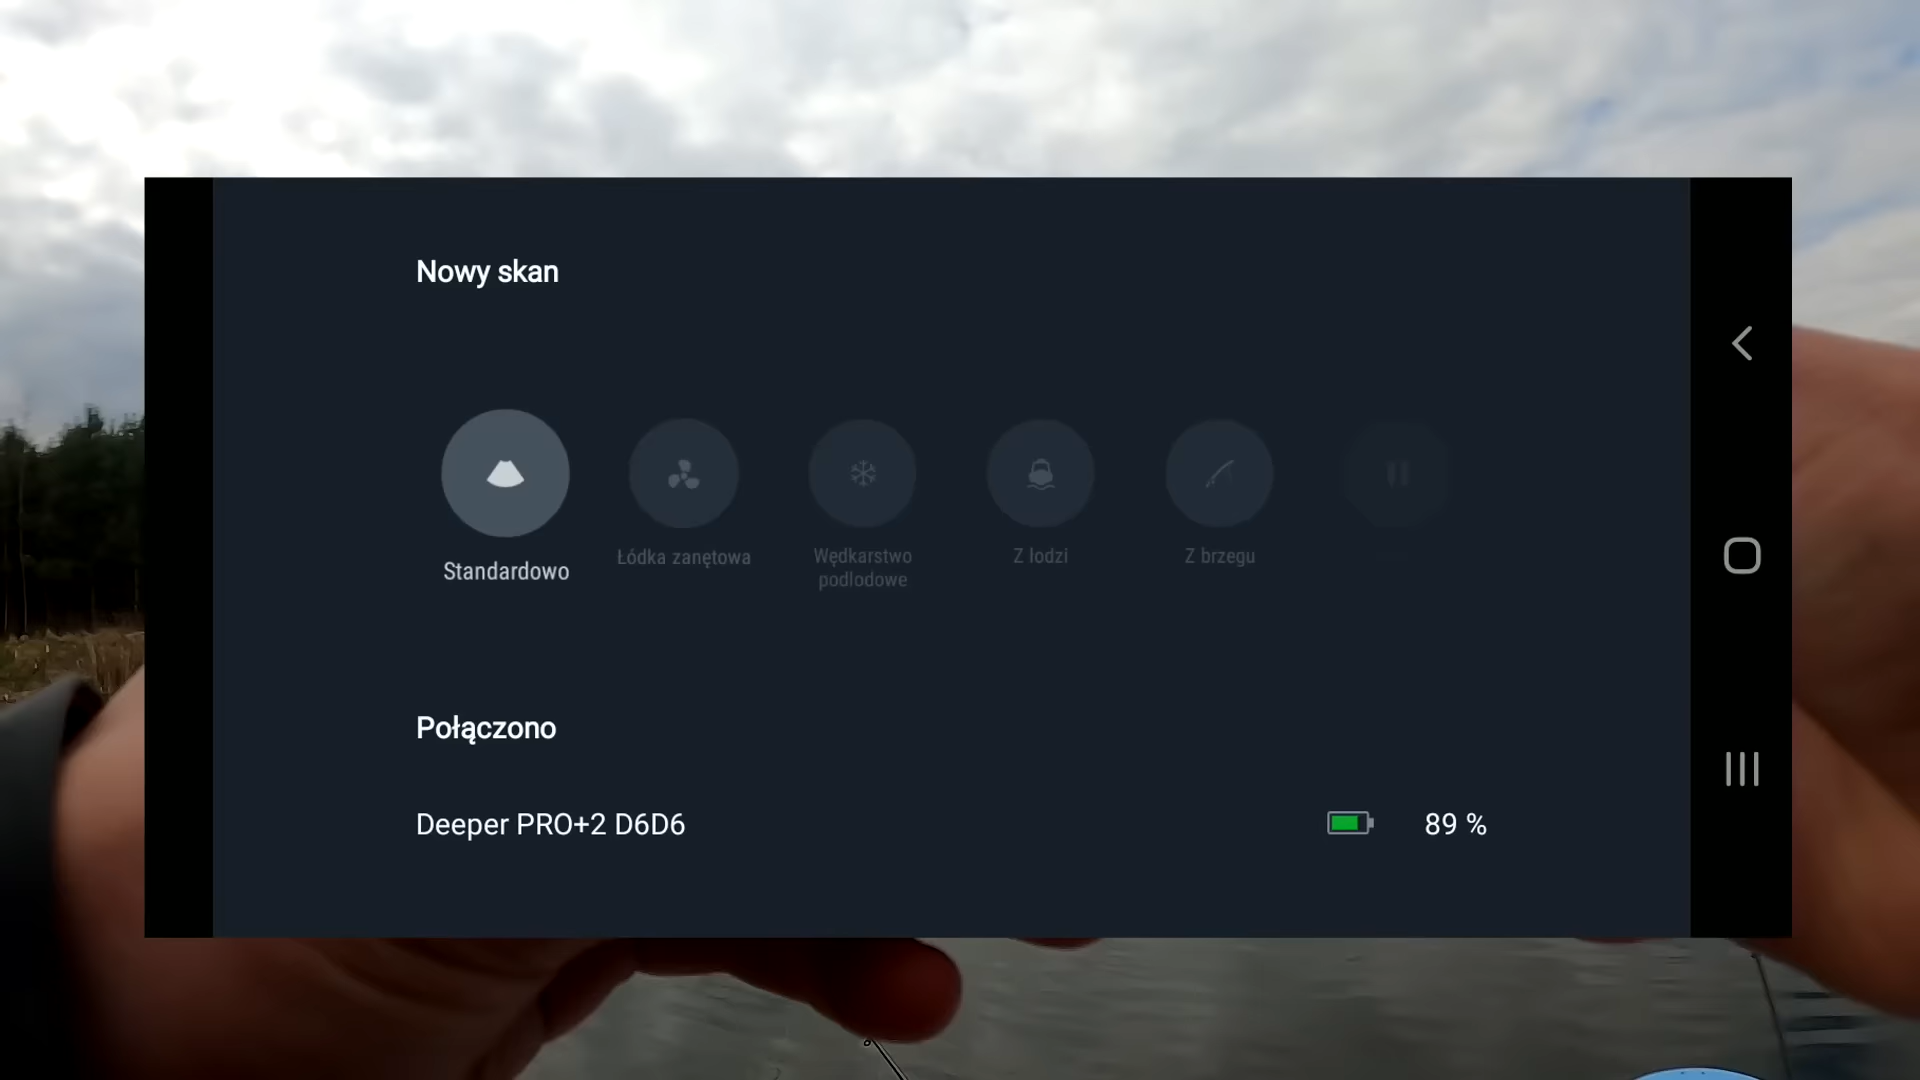 Nowy skan
Standardowo
Łódka zanętowa
Wędkarstwo
podlodowe
Z łodzi
Z brzegu
Połączono
Deeper PRO+2 D6D6
89 %